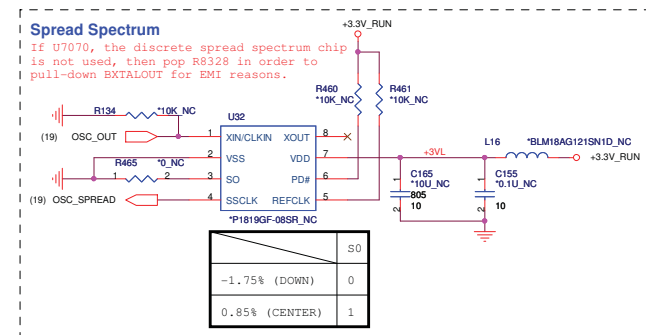 Spread Spectrum
If U7070, the discrete spread spectrum chip
is not used, then pop R8328 in order to
pull-down BXTALOUT for EMI reasons.
+3.3V_RUN
R460
*10K_NC
R461
*10K_NC
R134
*10K_NC
U32
(19) OSC_OUT
1 XIN/CLKIN XOUT 8
2 VSS VDD 7
R465 *0_NC
1 2
3 SO PD# 6
(19) OSC_SPREAD
4 SSCLK REFCLK 5
*P1819GF-08SR_NC
+3VL
L16 *BLM18AG121SN1D_NC
+3.3V_RUN
1 2
C165
*10U_NC
805
10
1 2
C155
*0.1U_NC
10
S0
-1.75% (DOWN) 0
0.85% (CENTER) 1